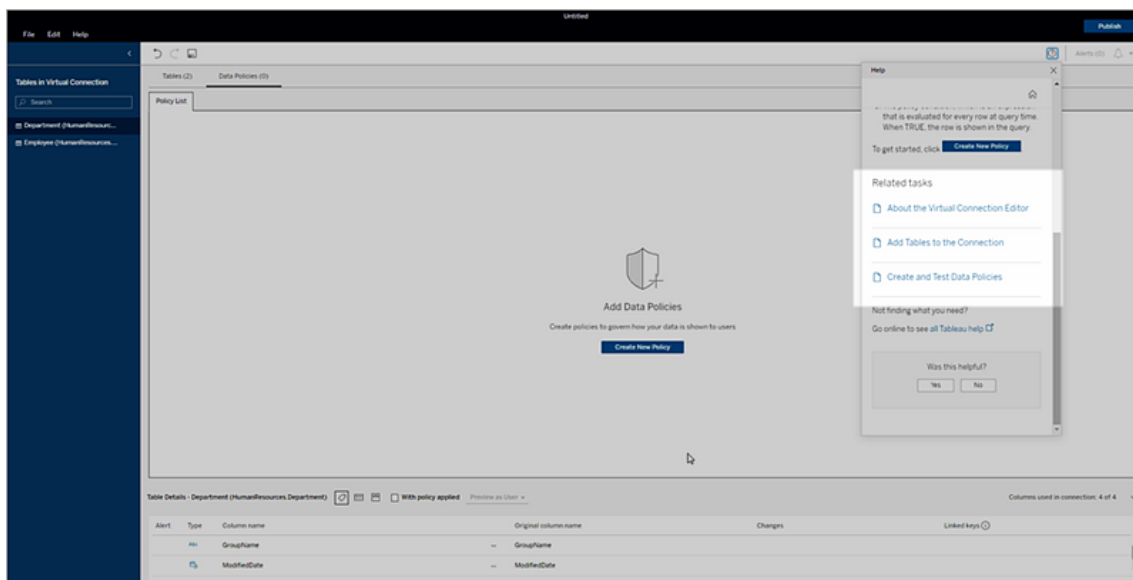 Untitled
File Edit Help
Publish
Alerts (0)
Tables in Virtual Connection
Search
Department (HumanResourc...
Employee (HumanResources....
Tables (2) Data Policies (0)
Policy List
Add Data Policies
Create policies to govern how your data is shown to users
Create New Policy
Help
that is evaluated for every row at query time.
When TRUE, the row is shown in the query.
To get started, click Create New Policy
Related tasks
About the Virtual Connection Editor
Add Tables to the Connection
Create and Test Data Policies
Not finding what you need?
Go online to see all Tableau help
Was this helpful?
Yes No
Table Details - Department (HumanResources.Department) With policy applied Preview as User
Columns used in connection: 4 of 4
Alert Type Column name Original column name Changes Linked keys
GroupName ... GroupName
ModifiedDate ... ModifiedDate